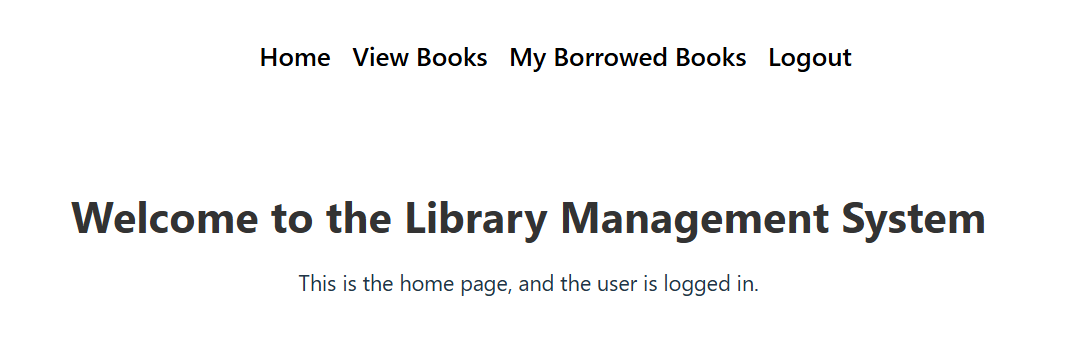 Home View Books My Borrowed Books Logout
Welcome to the Library Management System
This is the home page, and the user is logged in.